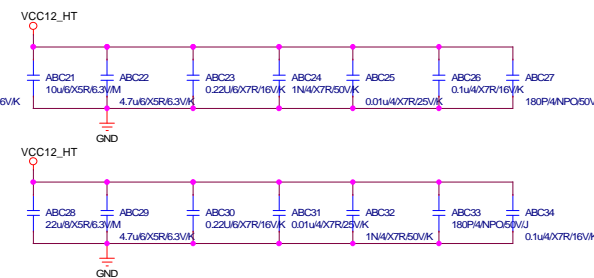 VCC12_HT
ABC21 ABC22 ABC23 ABC24 ABC25 ABC26 ABC27
6V/K 10u/6/X5R/6.3V/M 4.7u/6/X5R/6.3V/K 0.22U/6/X7R/16V/K 1N/4/X7R/50V/K 0.01u/4/X7R/25V/K 0.1u/4/X7R/16V/K 180P/4/NPO/50V
GND
VCC12_HT
ABC28 ABC29 ABC30 ABC31 ABC32 ABC33 ABC34
22u/8/X5R/6.3V/M 4.7u/6/X5R/6.3V/K 0.22U/6/X7R/16V/K 0.01u/4/X7R/25V/K 1N/4/X7R/50V/K 180P/4/NPO/50V/J 0.1u/4/X7R/16V/K
GND